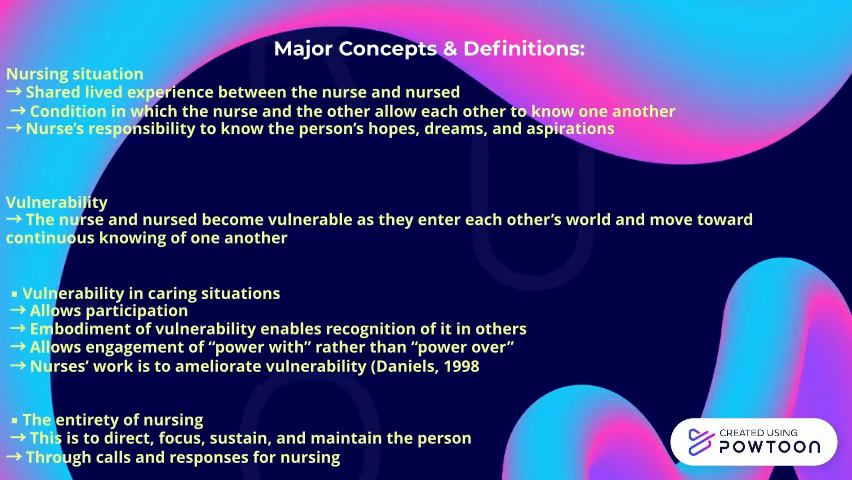 Major Concepts & Definitions:
Nursing situation
→ Shared lived experience between the nurse and nursed
→ Condition in which the nurse and the other allow each other to know one another
→ Nurse's responsibility to know the person's hopes, dreams, and aspirations
Vulnerability
→ The nurse and nursed become vulnerable as they enter each other's world and move toward
continuous knowing of one another
▪ Vulnerability in caring situations
→ Allows participation
→ Embodiment of vulnerability enables recognition of it in others
→ Allows engagement of “power with” rather than “power over”
→ Nurses’ work is to ameliorate vulnerability (Daniels, 1998
▪ The entirety of nursing
→ This is to direct, focus, sustain, and maintain the person
→ Through calls and responses for nursing
CREATED USING
POWTOON